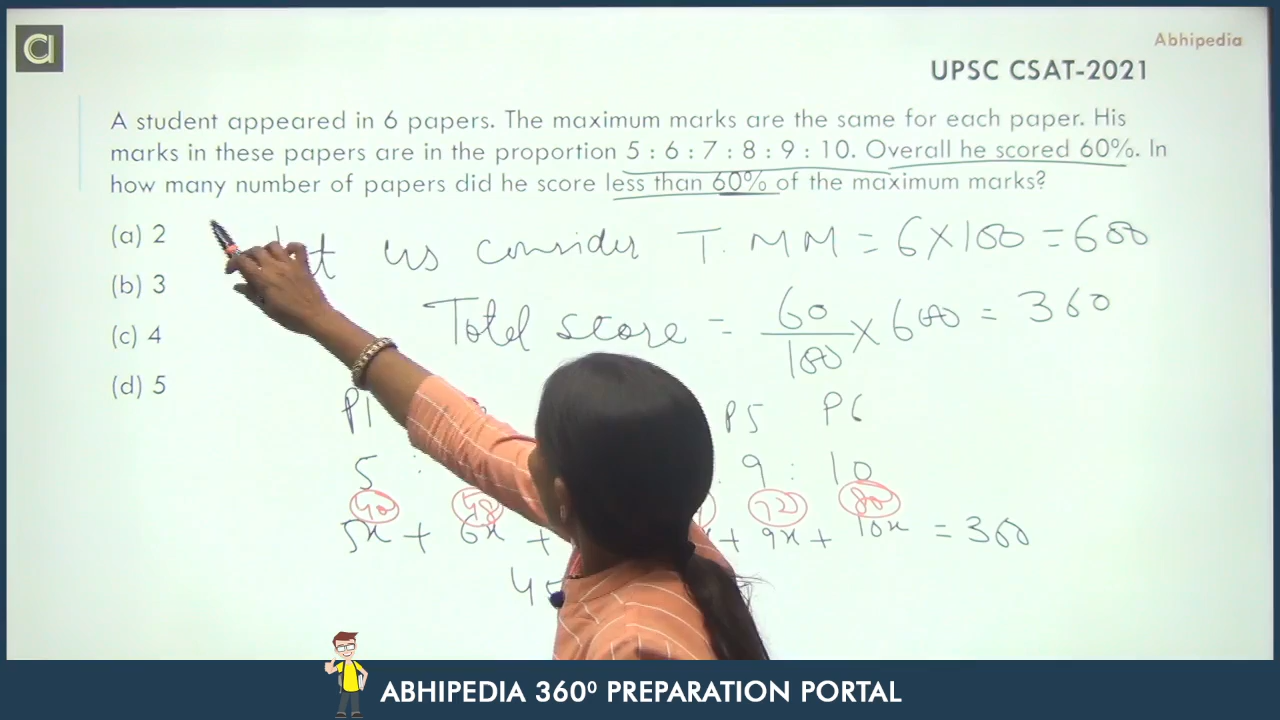 Abhipedia
UPSC CSAT-2021
A student appeared in 6 papers. The maximum marks are the same for each paper. His
marks in these papers are in the proportion 5 : 6 : 7 : 8 : 9 : 10. Overall he scored 60%. In
how many number of papers did he score less than 60% of the maximum marks?
(a) 2
(b) 3
(c) 4
(d) 5
us consider T. MM = 6 × 100 = 600
Total score = 60/100 × 600 = 360
P1 P5 P6
5 : 9 : 10
40 48 72 80
5x + 6x + + 9x + 10x = 360
ABHIPEDIA 360⁰ PREPARATION PORTAL